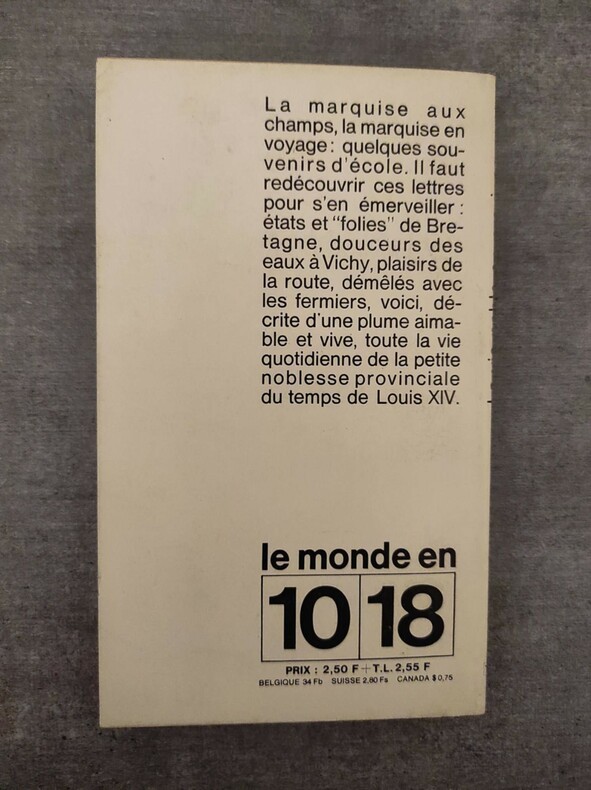 La marquise aux
champs, la marquise en
voyage : quelques sou-
venirs d'école. Il faut
redécouvrir ces lettres
pour s'en émerveiller :
états et "folies" de Bre-
tagne, douceurs des
eaux à Vichy, plaisirs de
la route, démêlés avec
les fermiers, voici, dé-
crite d'une plume aima-
ble et vive, toute la vie
quotidienne de la petite
noblesse provinciale
du temps de Louis XIV.
le monde en
10 18
PRIX : 2,50 F + T.L. 2,55 F
BELGIQUE 34 Fb SUISSE 2.60 Fs CANADA $ 0,75